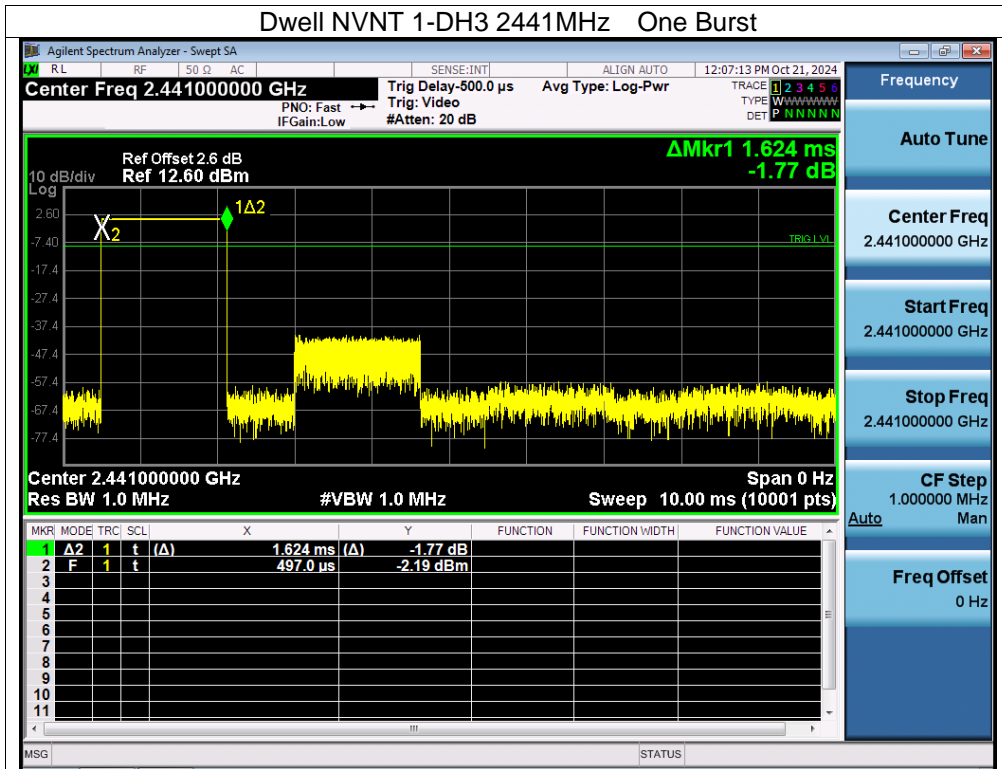 Dwell NVNT 1-DH3 2441MHz One Burst
Agilent Spectrum Analyzer - Swept SA
LXI RL RF 50 Ω AC SENSE:INT ALIGN AUTO 12:07:13 PM Oct 21, 2024
Center Freq 2.441000000 GHz
PNO: Fast
IFGain:Low
Trig Delay-500.0 µs
Trig: Video
#Atten: 20 dB
Avg Type: Log-Pwr
TRACE 1 2 3 4 5 6
TYPE WWWWWW
DET P N N N N N
ΔMkr1 1.624 ms
-1.77 dB
Ref Offset 2.6 dB
10 dB/div Ref 12.60 dBm
Log
2.60
-7.40
-17.4
-27.4
-37.4
-47.4
-57.4
-67.4
-77.4
1Δ2
X2
TRIG LVL
Center 2.441000000 GHz Span 0 Hz
Res BW 1.0 MHz #VBW 1.0 MHz Sweep 10.00 ms (10001 pts)
MKR MODE TRC SCL X Y FUNCTION FUNCTION WIDTH FUNCTION VALUE
1 Δ2 1 t (Δ) 1.624 ms (Δ) -1.77 dB
2 F 1 t 497.0 µs -2.19 dBm
3
4
5
6
7
8
9
10
11
MSG STATUS
Frequency
Auto Tune
Center Freq
2.441000000 GHz
Start Freq
2.441000000 GHz
Stop Freq
2.441000000 GHz
CF Step
1.000000 MHz
Auto Man
Freq Offset
0 Hz